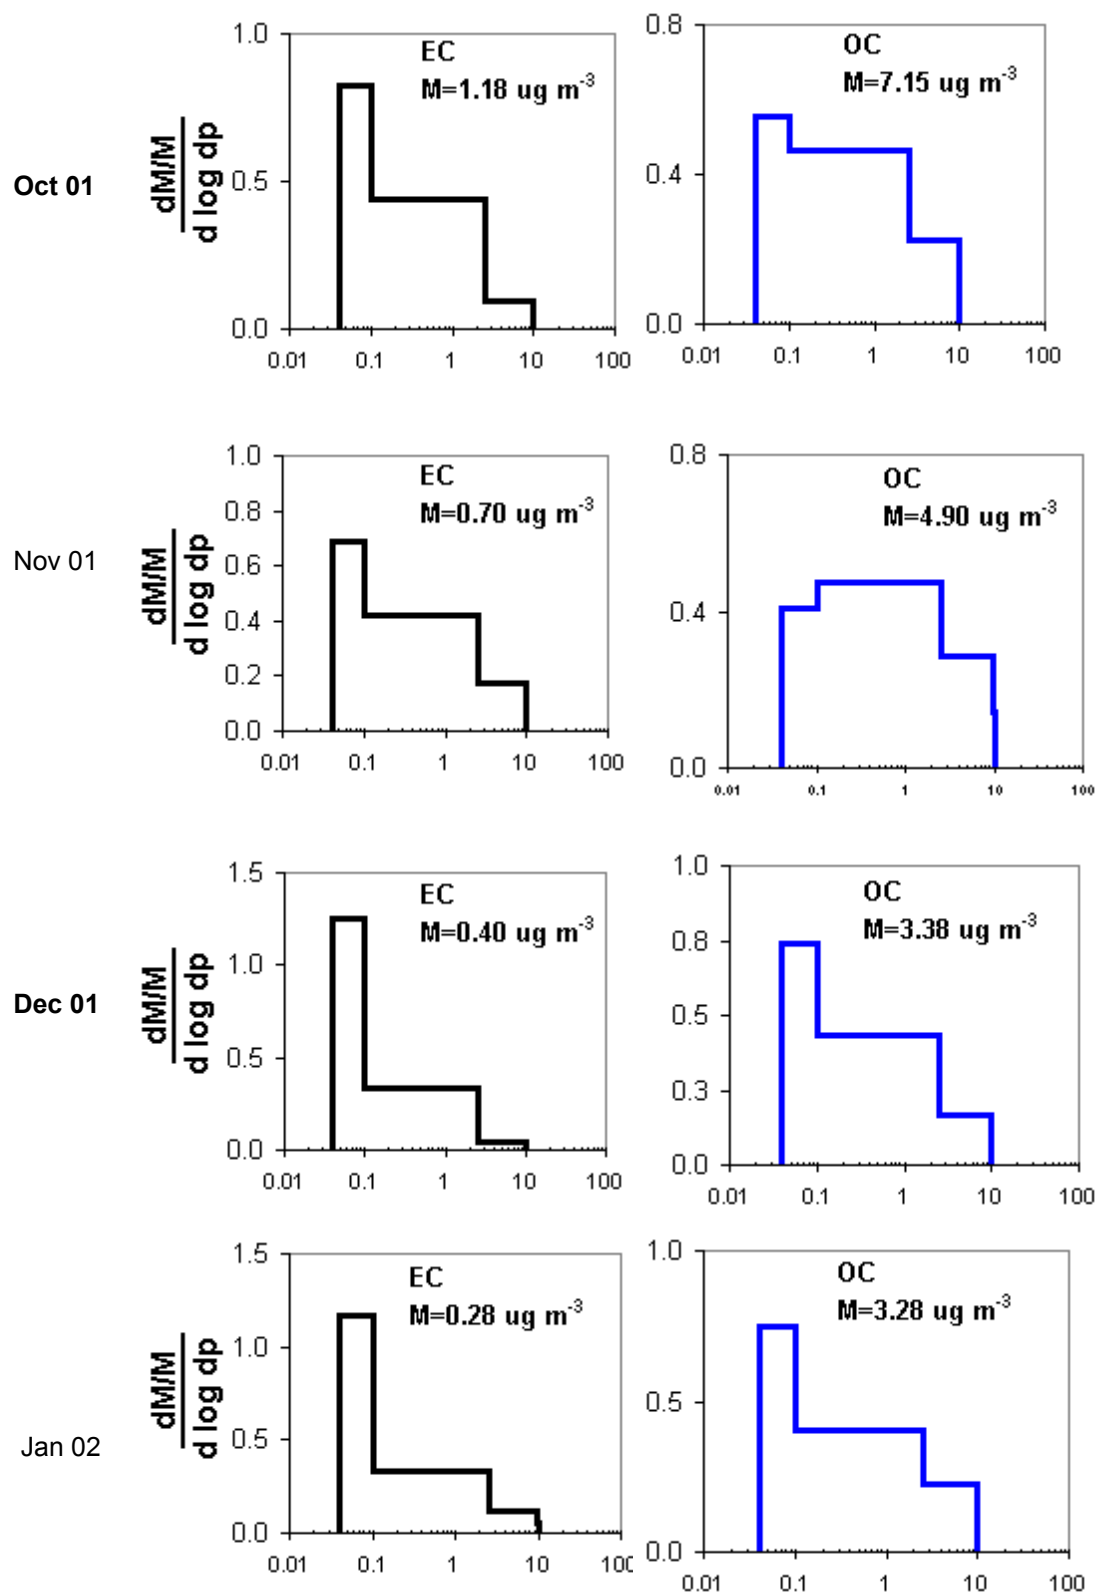 Oct 01
dM/M
d log dp
1.0
0.5
0.0
EC
M=1.18 ug m-3
0.01 0.1 1 10 100
0.8
0.4
0.0
OC
M=7.15 ug m-3
0.01 0.1 1 10 100
Nov 01
dM/M
d log dp
1.0
0.8
0.6
0.4
0.2
0.0
EC
M=0.70 ug m-3
0.01 0.1 1 10 100
0.8
0.4
0.0
OC
M=4.90 ug m-3
0.01 0.1 1 10 100
Dec 01
dM/M
d log dp
1.5
1.0
0.5
0.0
EC
M=0.40 ug m-3
0.01 0.1 1 10 100
1.0
0.8
0.5
0.3
0.0
OC
M=3.38 ug m-3
0.01 0.1 1 10 100
Jan 02
dM/M
d log dp
1.5
1.0
0.5
0.0
EC
M=0.28 ug m-3
0.01 0.1 1 10 100
1.0
0.5
0.0
OC
M=3.28 ug m-3
0.01 0.1 1 10 100